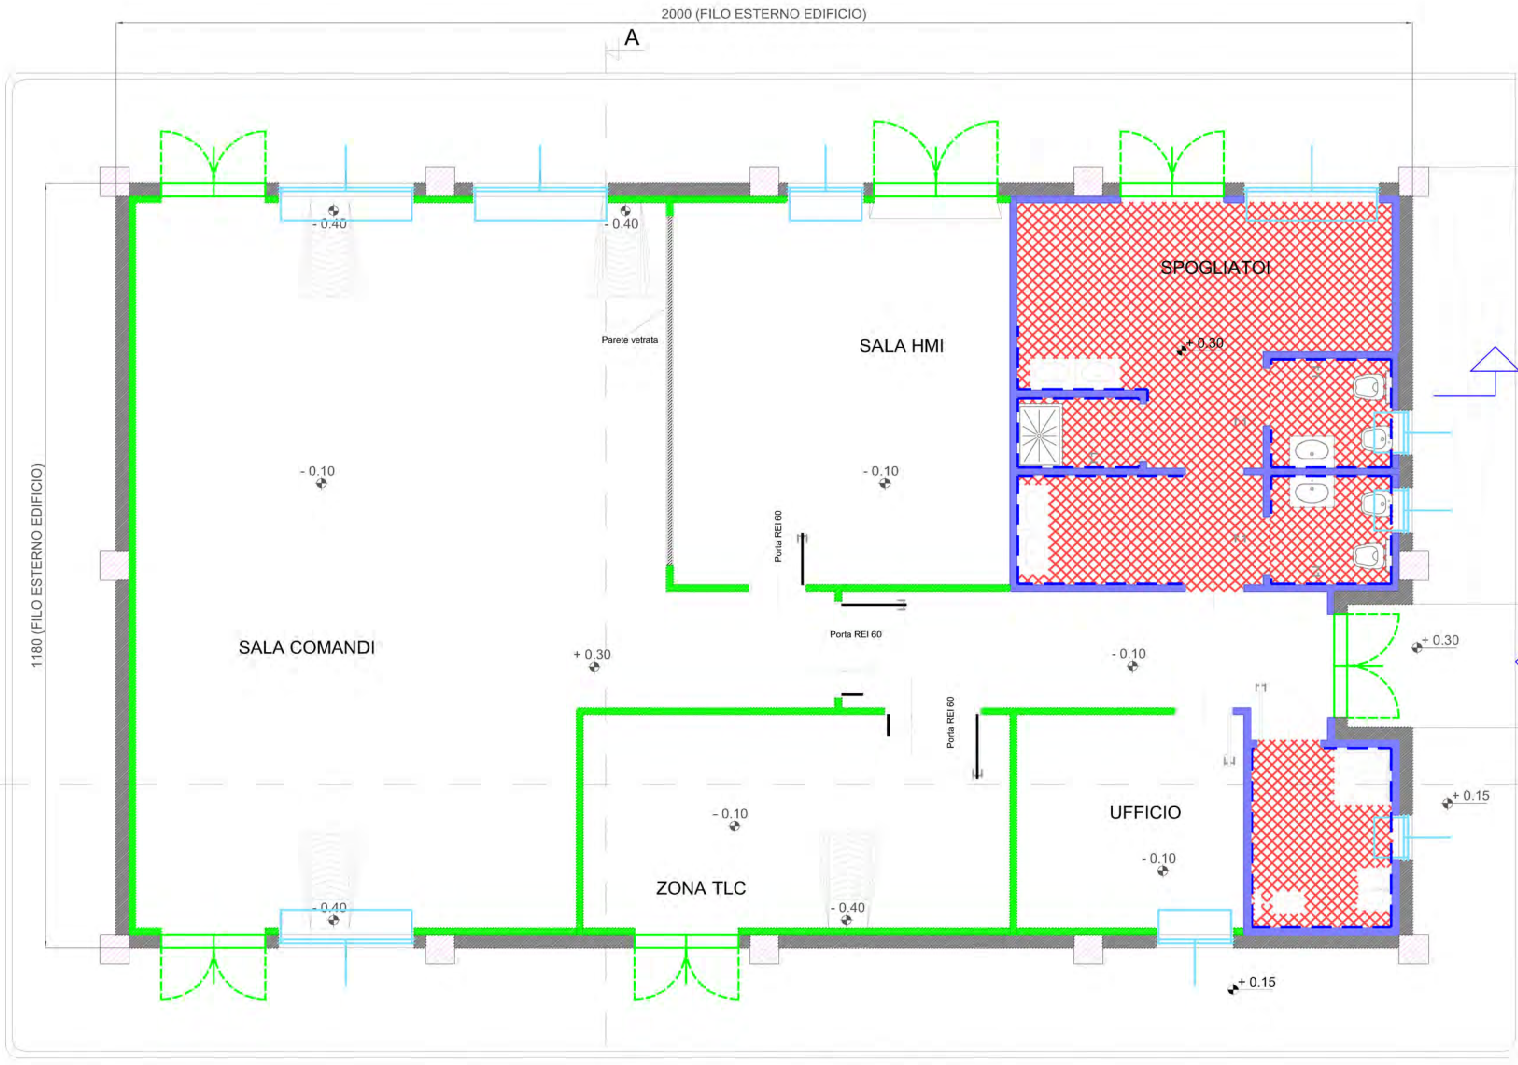 2000 (FILO ESTERNO EDIFICIO)
A
- 0.40
- 0.40
SPOGLIATOI
Parete vetrata
SALA HMI
+ 0.30
- 0.10
- 0.10
1180 (FILO ESTERNO EDIFICIO)
Porta REI 60
Porta REI 60
SALA COMANDI
+ 0.30
- 0.10
+ 0.30
Porta REI 60
+ 0.15
- 0.10
UFFICIO
- 0.10
ZONA TLC
- 0.40
- 0.40
+ 0.15